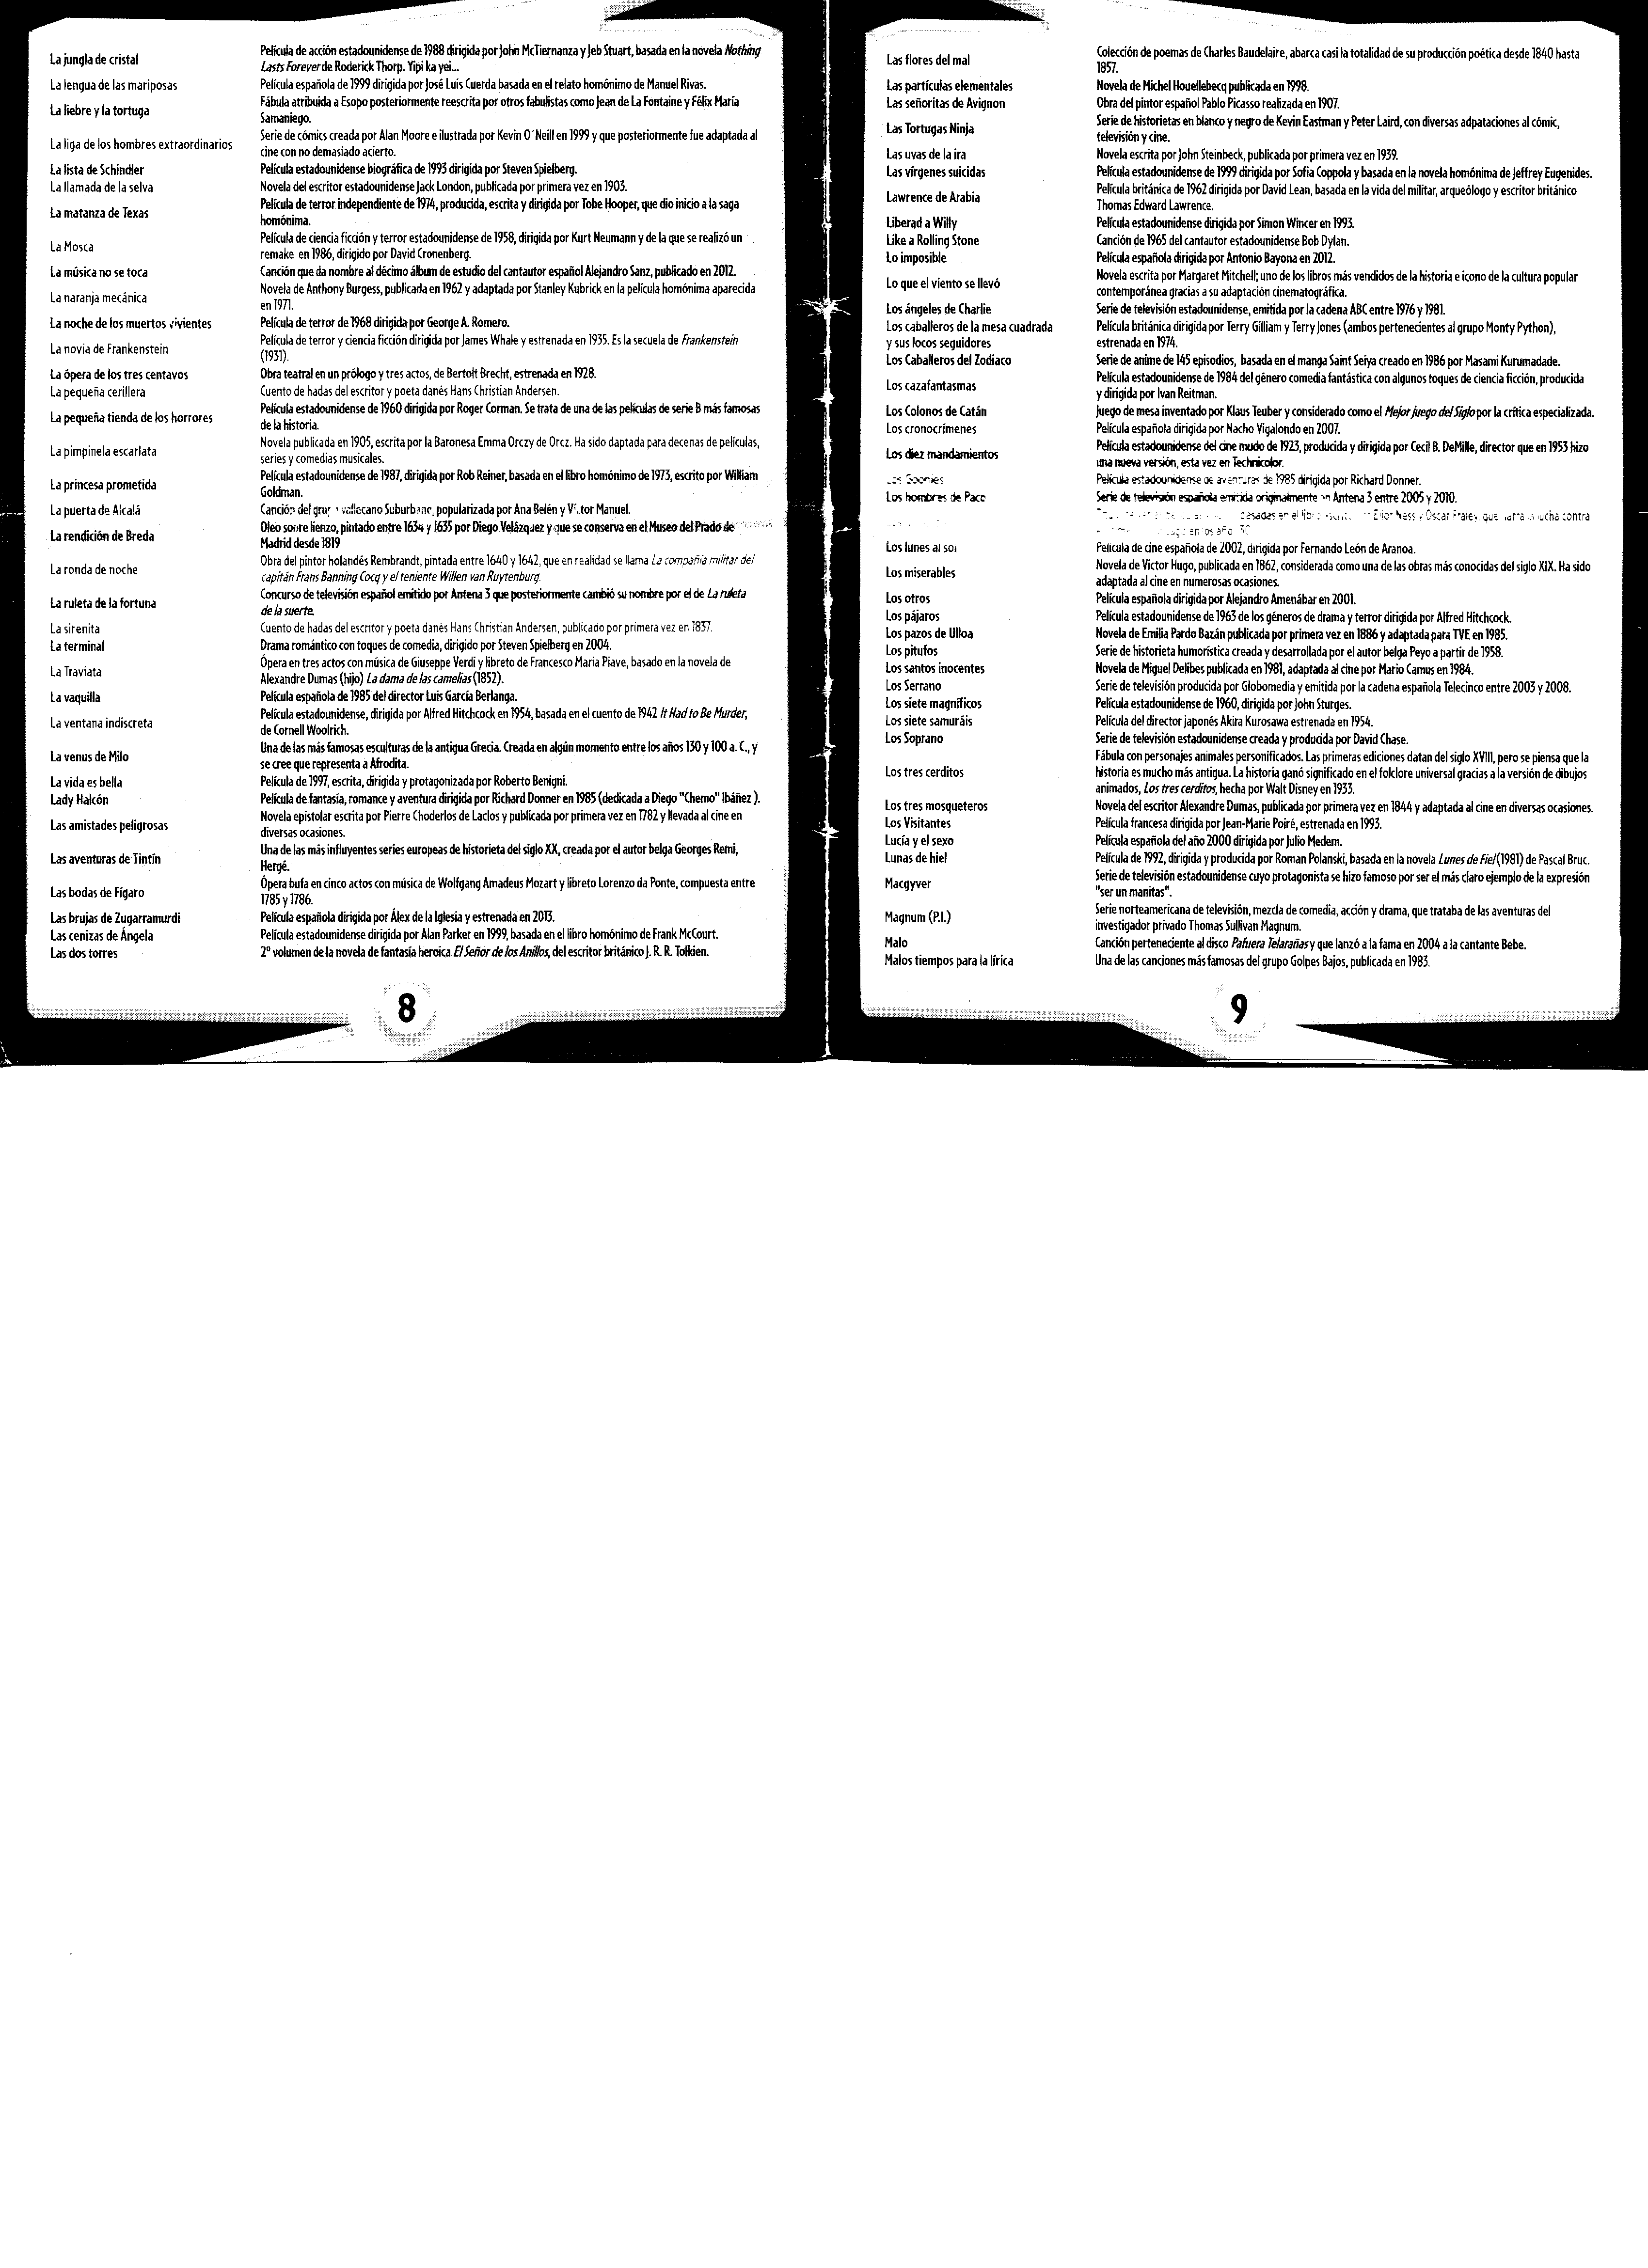 La jungla de cristal
Película de acción estadounidense de 1988 dirigida por John McTiernanza y Jeb Stuart, basada en la novela Nothing
Lasts Forever de Roderick Thorp. Yipi ka yei...
La lengua de las mariposas
Película española de 1999 dirigida por José Luis Cuerda basada en el relato homónimo de Manuel Rivas.
La liebre y la tortuga
Fábula atribuida a Esopo posteriormente reescrita por otros fabulistas como Jean de La Fontaine y Félix María
Samaniego.
La liga de los hombres extraordinarios
Serie de cómics creada por Alan Moore e ilustrada por Kevin O´Neill en 1999 y que posteriormente fue adaptada al
cine con no demasiado acierto.
La lista de Schindler
Película estadounidense biográfica de 1993 dirigida por Steven Spielberg.
La llamada de la selva
Novela del escritor estadounidense Jack London, publicada por primera vez en 1903.
La matanza de Texas
Película de terror independiente de 1974, producida, escrita y dirigida por Tobe Hooper, que dio inicio a la saga
homónima.
La Mosca
Película de ciencia ficción y terror estadounidense de 1958, dirigida por Kurt Neumann y de la que se realizó un
remake en 1986, dirigido por David Cronenberg.
La música no se toca
Canción que da nombre al décimo álbum de estudio del cantautor español Alejandro Sanz, publicado en 2012.
La naranja mecánica
Novela de Anthony Burgess, publicada en 1962 y adaptada por Stanley Kubrick en la película homónima aparecida
en 1971.
La noche de los muertos vivientes
Película de terror de 1968 dirigida por George A. Romero.
La novia de Frankenstein
Película de terror y ciencia ficción dirigida por James Whale y estrenada en 1935. Es la secuela de Frankenstein
(1931).
La ópera de los tres centavos
Obra teatral en un prólogo y tres actos, de Bertolt Brecht, estrenada en 1928.
La pequeña cerillera
Cuento de hadas del escritor y poeta danés Hans Christian Andersen.
La pequeña tienda de los horrores
Película estadounidense de 1960 dirigida por Roger Corman. Se trata de una de las películas de serie B más famosas
de la historia.
La pimpinela escarlata
Novela publicada en 1905, escrita por la Baronesa Emma Orczy de Orcz. Ha sido daptada para decenas de películas,
series y comedias musicales.
La princesa prometida
Película estadounidense de 1987, dirigida por Rob Reiner, basada en el libro homónimo de 1973, escrito por William
Goldman.
La puerta de Alcalá
Canción del vallecano Suburbano, popularizada por Ana Belén y Víctor Manuel.
La rendición de Breda
Oleo sobre lienzo, pintado entre 1634 y 1635 por Diego Velázquez y que se conserva en el Museo del Prado de
Madrid desde 1819
La ronda de noche
Obra del pintor holandés Rembrandt, pintada entre 1640 y 1642, que en realidad se llama La compañía militar del
capitán Frans Banning Cocq y el teniente Willen van Ruytenburg.
La ruleta de la fortuna
Concurso de televisión español emitido por Antena 3 que posteriormente cambió su nombre por el de La ruleta
de la suerte.
La sirenita
Cuento de hadas del escritor y poeta danés Hans Christian Andersen, publicado por primera vez en 1837.
La terminal
Drama romántico con toques de comedia, dirigido por Steven Spielberg en 2004.
La Traviata
Ópera en tres actos con música de Giuseppe Verdi y libreto de Francesco Maria Piave, basado en la novela de
Alexandre Dumas (hijo) La dama de las camelias (1852).
La vaquilla
Película española de 1985 del director Luis García Berlanga.
La ventana indiscreta
Película estadounidense, dirigida por Alfred Hitchcock en 1954, basada en el cuento de 1942 It Had to Be Murder,
de Cornell Woolrich.
La venus de Milo
Una de las más famosas esculturas de la antigua Grecia. Creada en algún momento entre los años 130 y 100 a. C., y
se cree que representa a Afrodita.
La vida es bella
Película de 1997, escrita, dirigida y protagonizada por Roberto Benigni.
Lady Halcón
Película de fantasía, romance y aventura dirigida por Richard Donner en 1985 (dedicada a Diego "Chemo" Ibáñez ).
Las amistades peligrosas
Novela epistolar escrita por Pierre Choderlos de Laclos y publicada por primera vez en 1782 y llevada al cine en
diversas ocasiones.
Las aventuras de Tintín
Una de las más influyentes series europeas de historieta del siglo XX, creada por el autor belga Georges Remi,
Hergé.
Las bodas de Fígaro
Ópera bufa en cinco actos con música de Wolfgang Amadeus Mozart y libreto Lorenzo da Ponte, compuesta entre
1785 y 1786.
Las brujas de Zugarramurdi
Película española dirigida por Álex de la Iglesia y estrenada en 2013.
Las cenizas de Ángela
Película estadounidense dirigida por Alan Parker en 1999, basada en el libro homónimo de Frank McCourt.
Las dos torres
2º volumen de la novela de fantasía heroica El Señor de los Anillos, del escritor británico J. R. R. Tolkien.
8
Las flores del mal
Colección de poemas de Charles Baudelaire, abarca casi la totalidad de su producción poética desde 1840 hasta
1857.
Las partículas elementales
Novela de Michel Houellebecq publicada en 1998.
Las señoritas de Avignon
Obra del pintor español Pablo Picasso realizada en 1907.
Las Tortugas Ninja
Serie de historietas en blanco y negro de Kevin Eastman y Peter Laird, con diversas adpataciones al cómic,
televisión y cine.
Las uvas de la ira
Novela escrita por John Steinbeck, publicada por primera vez en 1939.
Las vírgenes suicidas
Película estadounidense de 1999 dirigida por Sofia Coppola y basada en la novela homónima de Jeffrey Eugenides.
Lawrence de Arabia
Película británica de 1962 dirigida por David Lean, basada en la vida del militar, arqueólogo y escritor británico
Thomas Edward Lawrence.
Liberad a Willy
Película estadounidense dirigida por Simon Wincer en 1993.
Like a Rolling Stone
Canción de 1965 del cantautor estadounidense Bob Dylan.
Lo imposible
Película española dirigida por Antonio Bayona en 2012.
Lo que el viento se llevó
Novela escrita por Margaret Mitchell; uno de los libros más vendidos de la historia e icono de la cultura popular
contemporánea gracias a su adaptación cinematográfica.
Los ángeles de Charlie
Serie de televisión estadounidense, emitida por la cadena ABC entre 1976 y 1981.
Los caballeros de la mesa cuadrada
y sus locos seguidores
Película británica dirigida por Terry Gilliam y Terry Jones (ambos pertenecientes al grupo Monty Python),
estrenada en 1974.
Los Caballeros del Zodiaco
Serie de anime de 145 episodios, basada en el manga Saint Seiya creado en 1986 por Masami Kurumadade.
Los cazafantasmas
Película estadounidense de 1984 del género comedia fantástica con algunos toques de ciencia ficción, producida
y dirigida por Ivan Reitman.
Los Colonos de Catán
Juego de mesa inventado por Klaus Teuber y considerado como el Mejor juego del Siglo por la crítica especializada.
Los cronocrímenes
Película española dirigida por Nacho Vigalondo en 2007.
Los diez mandamientos
Película estadounidense del cine mudo de 1923, producida y dirigida por Cecil B. DeMille, director que en 1953 hizo
una nueva versión, esta vez en Technicolor.
Los Goonies
Película estadounidense de aventuras de 1985 dirigida por Richard Donner.
Los hombres de Paco
Serie de televisión española emitida originalmente en Antena 3 entre 2005 y 2010.
basadas en el libro Eliot Ness y Oscar Fraley, que narra la lucha contra
en los año
Los lunes al sol
Película de cine española de 2002, dirigida por Fernando León de Aranoa.
Los miserables
Novela de Victor Hugo, publicada en 1862, considerada como una de las obras más conocidas del siglo XIX. Ha sido
adaptada al cine en numerosas ocasiones.
Los otros
Película española dirigida por Alejandro Amenábar en 2001.
Los pájaros
Película estadounidense de 1963 de los géneros de drama y terror dirigida por Alfred Hitchcock.
Los pazos de Ulloa
Novela de Emilia Pardo Bazán publicada por primera vez en 1886 y adaptada para TVE en 1985.
Los pitufos
Serie de historieta humorística creada y desarrollada por el autor belga Peyo a partir de 1958.
Los santos inocentes
Novela de Miguel Delibes publicada en 1981, adaptada al cine por Mario Camus en 1984.
Los Serrano
Serie de televisión producida por Globomedia y emitida por la cadena española Telecinco entre 2003 y 2008.
Los siete magníficos
Película estadounidense de 1960, dirigida por John Sturges.
Los siete samuráis
Película del director japonés Akira Kurosawa estrenada en 1954.
Los Soprano
Serie de televisión estadounidense creada y producida por David Chase.
Los tres cerditos
Fábula con personajes animales personificados. Las primeras ediciones datan del siglo XVIII, pero se piensa que la
historia es mucho más antigua. La historia ganó significado en el folclore universal gracias a la versión de dibujos
animados, Los tres cerditos, hecha por Walt Disney en 1933.
Los tres mosqueteros
Novela del escritor Alexandre Dumas, publicada por primera vez en 1844 y adaptada al cine en diversas ocasiones.
Los Visitantes
Película francesa dirigida por Jean-Marie Poiré, estrenada en 1993.
Lucía y el sexo
Película española del año 2000 dirigida por Julio Medem.
Lunas de hiel
Película de 1992, dirigida y producida por Roman Polanski, basada en la novela Lunes de Fiel (1981) de Pascal Bruc.
Macgyver
Serie de televisión estadounidense cuyo protagonista se hizo famoso por ser el más claro ejemplo de la expresión
"ser un manitas".
Magnum (P.I.)
Serie norteamericana de televisión, mezcla de comedia, acción y drama, que trataba de las aventuras del
investigador privado Thomas Sullivan Magnum.
Malo
Canción perteneciente al disco Pafuera Telarañas y que lanzó a la fama en 2004 a la cantante Bebe.
Malos tiempos para la lírica
Una de las canciones más famosas del grupo Golpes Bajos, publicada en 1983.
9